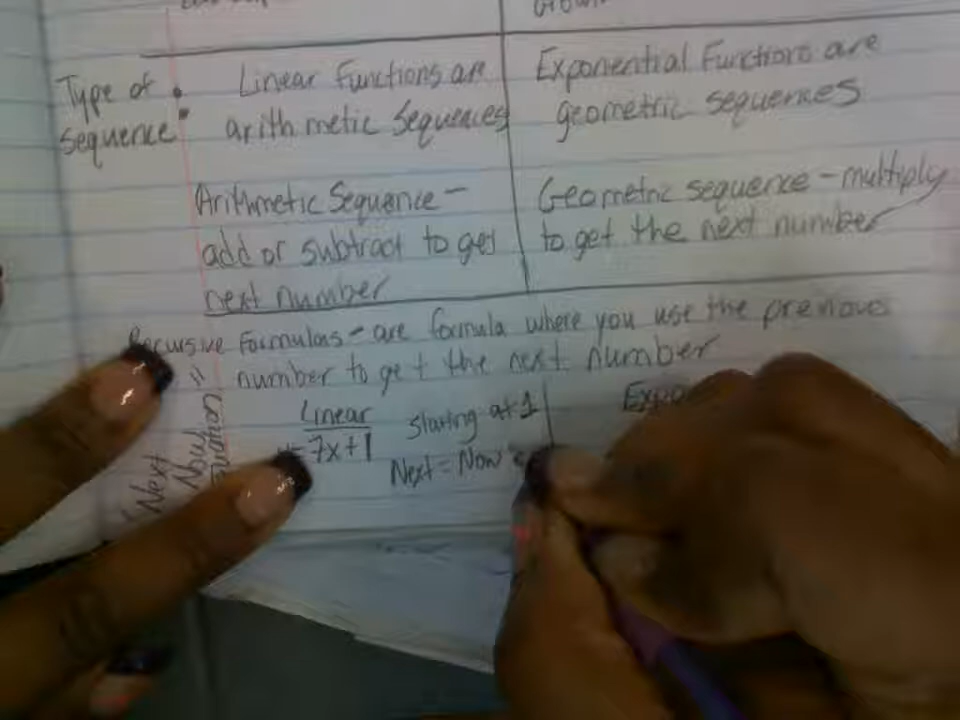 Type of : Linear Functions are Exponential Functions are
Sequence arithmetic Sequences geometric sequences
Arithmetic Sequence - Geometric sequence - multiply
add or subtract to get to get the next number
next number
Recursive Formulas - are formula where you use the previous
number to get the next number
Linear Starting at 1
= 7x+1 Next = Now
Next
Now